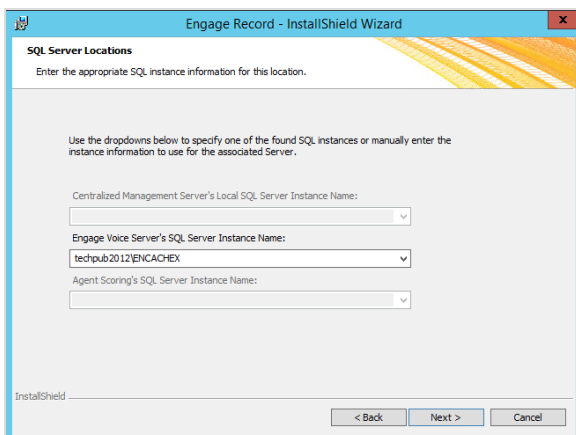 Engage Record - InstallShield Wizard
x
SQL Server Locations
Enter the appropriate SQL instance information for this location.
Use the dropdowns below to specify one of the found SQL instances or manually enter the
instance information to use for the associated Server.
Centralized Management Server's Local SQL Server Instance Name:
Engage Voice Server's SQL Server Instance Name:
techpub2012\ENCACHEX
Agent Scoring's SQL Server Instance Name:
InstallShield
< Back Next > Cancel